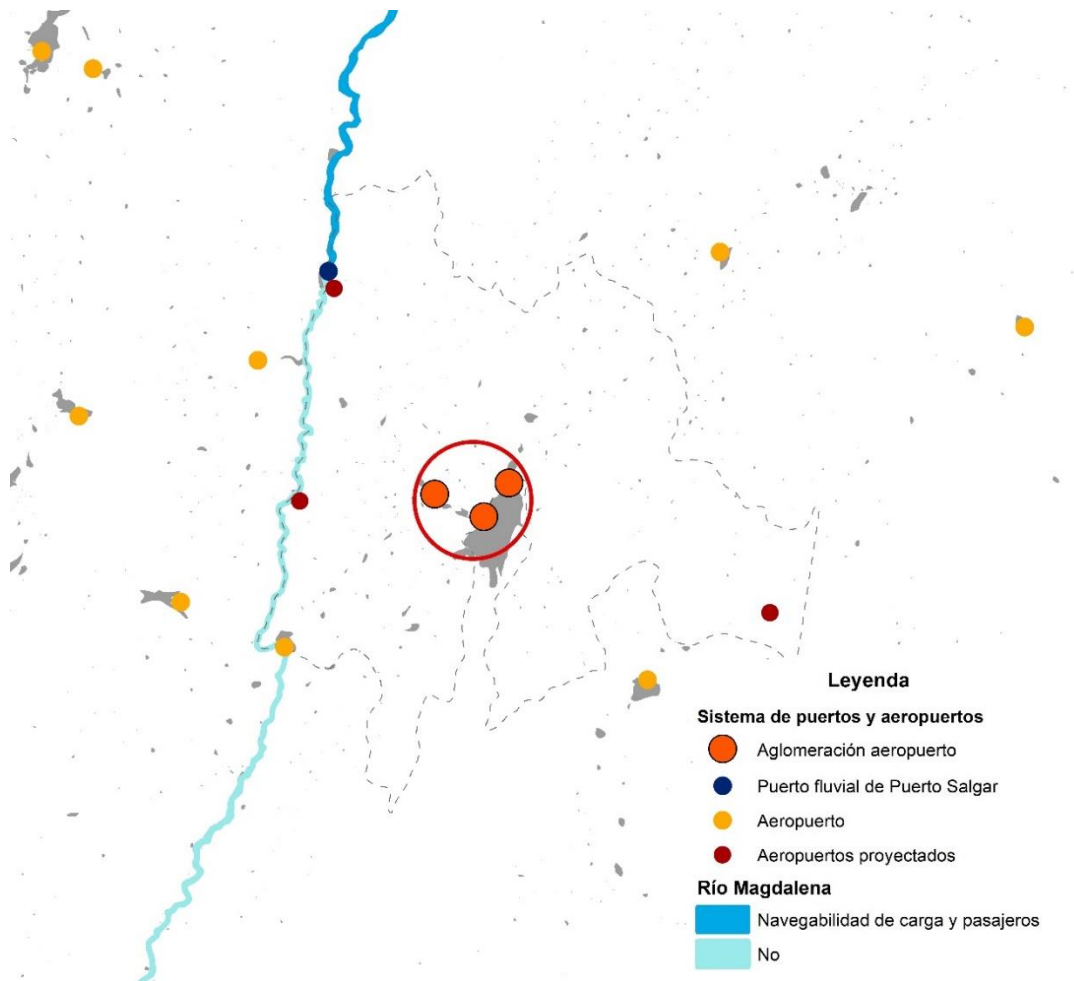 Leyenda
Sistema de puertos y aeropuertos
Aglomeración aeropuerto
Puerto fluvial de Puerto Salgar
Aeropuerto
Aeropuertos proyectados
Río Magdalena
Navegabilidad de carga y pasajeros
No